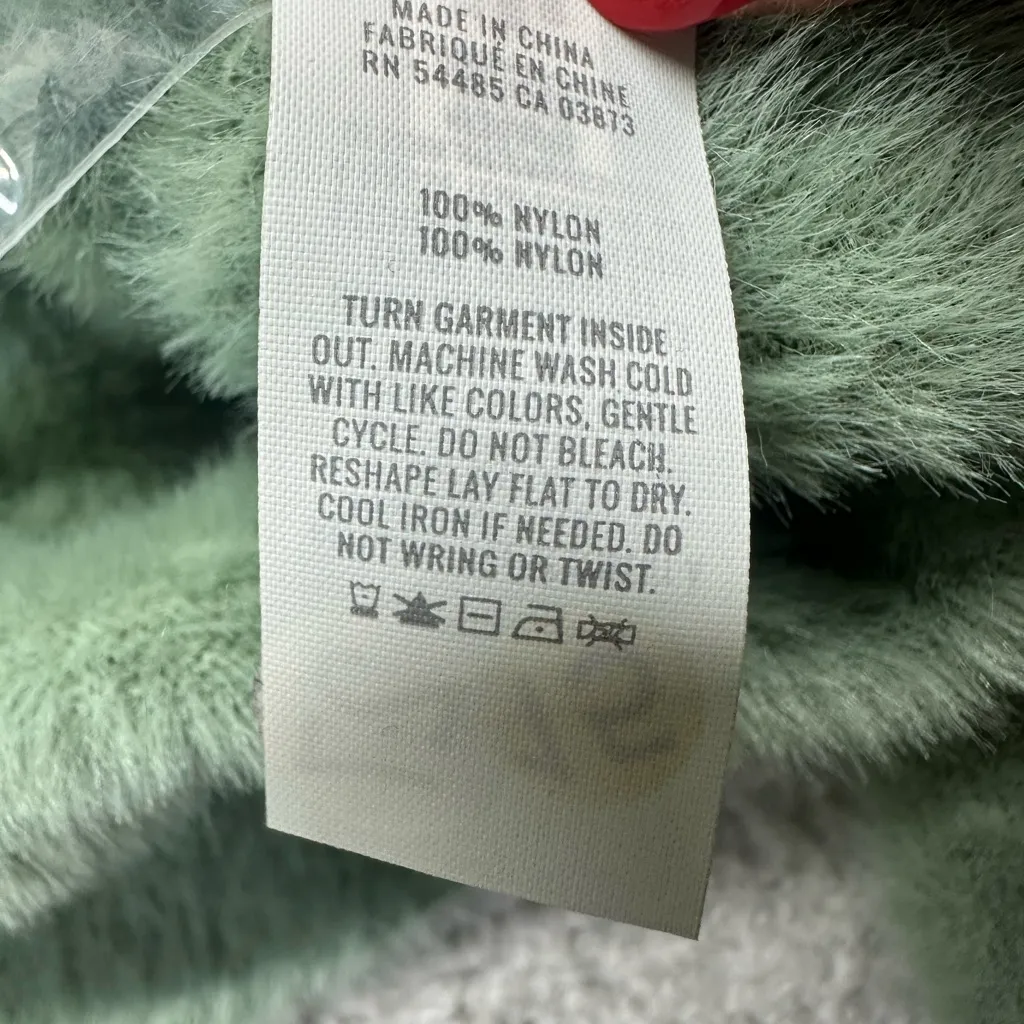 MADE IN CHINA
FABRIQUÉ EN CHINE
RN 54485 CA 03873
100% NYLON
100% NYLON
TURN GARMENT INSIDE
OUT. MACHINE WASH COLD
WITH LIKE COLORS, GENTLE
CYCLE. DO NOT BLEACH.
RESHAPE LAY FLAT TO DRY.
COOL IRON IF NEEDED. DO
NOT WRING OR TWIST.